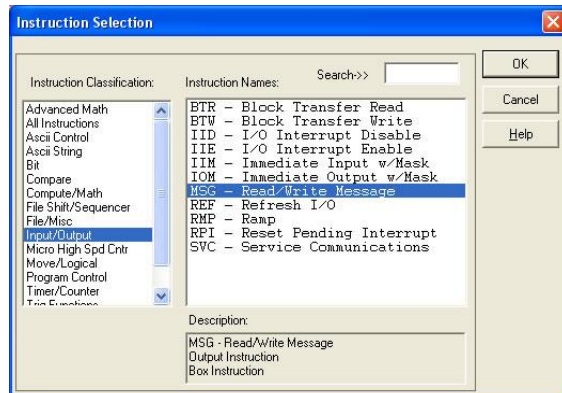 Instruction Selection
Instruction Classification:
Advanced Math
All Instructions
Ascii Control
Ascii String
Bit
Compare
Compute/Math
File Shift/Sequencer
File/Misc
Input/Output
Micro High Spd Cntr
Move/Logical
Program Control
Timer/Counter
Trig Functions
Instruction Names:
Search->>
BTR - Block Transfer Read
BTW - Block Transfer Write
IID - I/O Interrupt Disable
IIE - I/O Interrupt Enable
IIM - Immediate Input w/Mask
IOM - Immediate Output w/Mask
MSG - Read/Write Message
REF - Refresh I/O
RMP - Ramp
RPI - Reset Pending Interrupt
SVC - Service Communications
Description:
MSG - Read/Write Message
Output Instruction
Box Instruction
OK
Cancel
Help